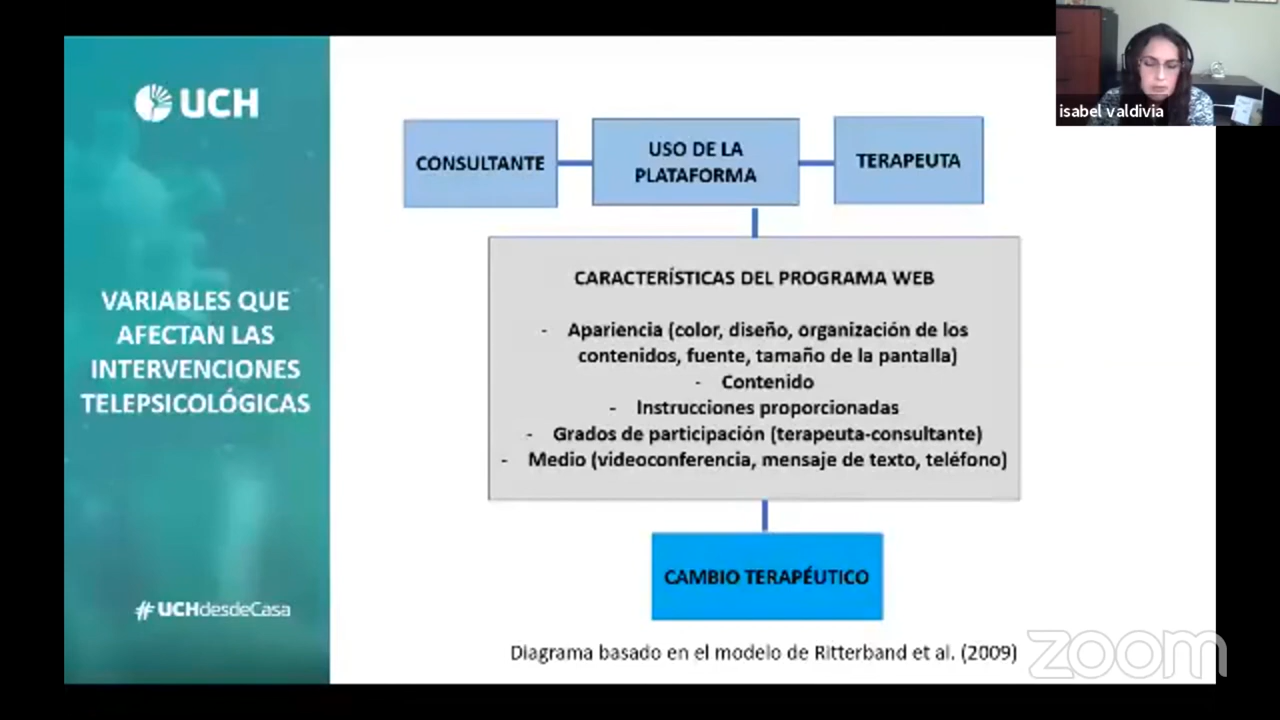 UCH
VARIABLES QUE
AFECTAN LAS
INTERVENCIONES
TELEPSICOLÓGICAS
#UCHdesdeCasa
CONSULTANTE
USO DE LA
PLATAFORMA
TERAPEUTA
CARACTERÍSTICAS DEL PROGRAMA WEB
- Apariencia (color, diseño, organización de los
contenidos, fuente, tamaño de la pantalla)
- Contenido
- Instrucciones proporcionadas
- Grados de participación (terapeuta-consultante)
- Medio (videoconferencia, mensaje de texto, teléfono)
CAMBIO TERAPÉUTICO
Diagrama basado en el modelo de Ritterband et al. (2009)
isabel valdivia
zoom